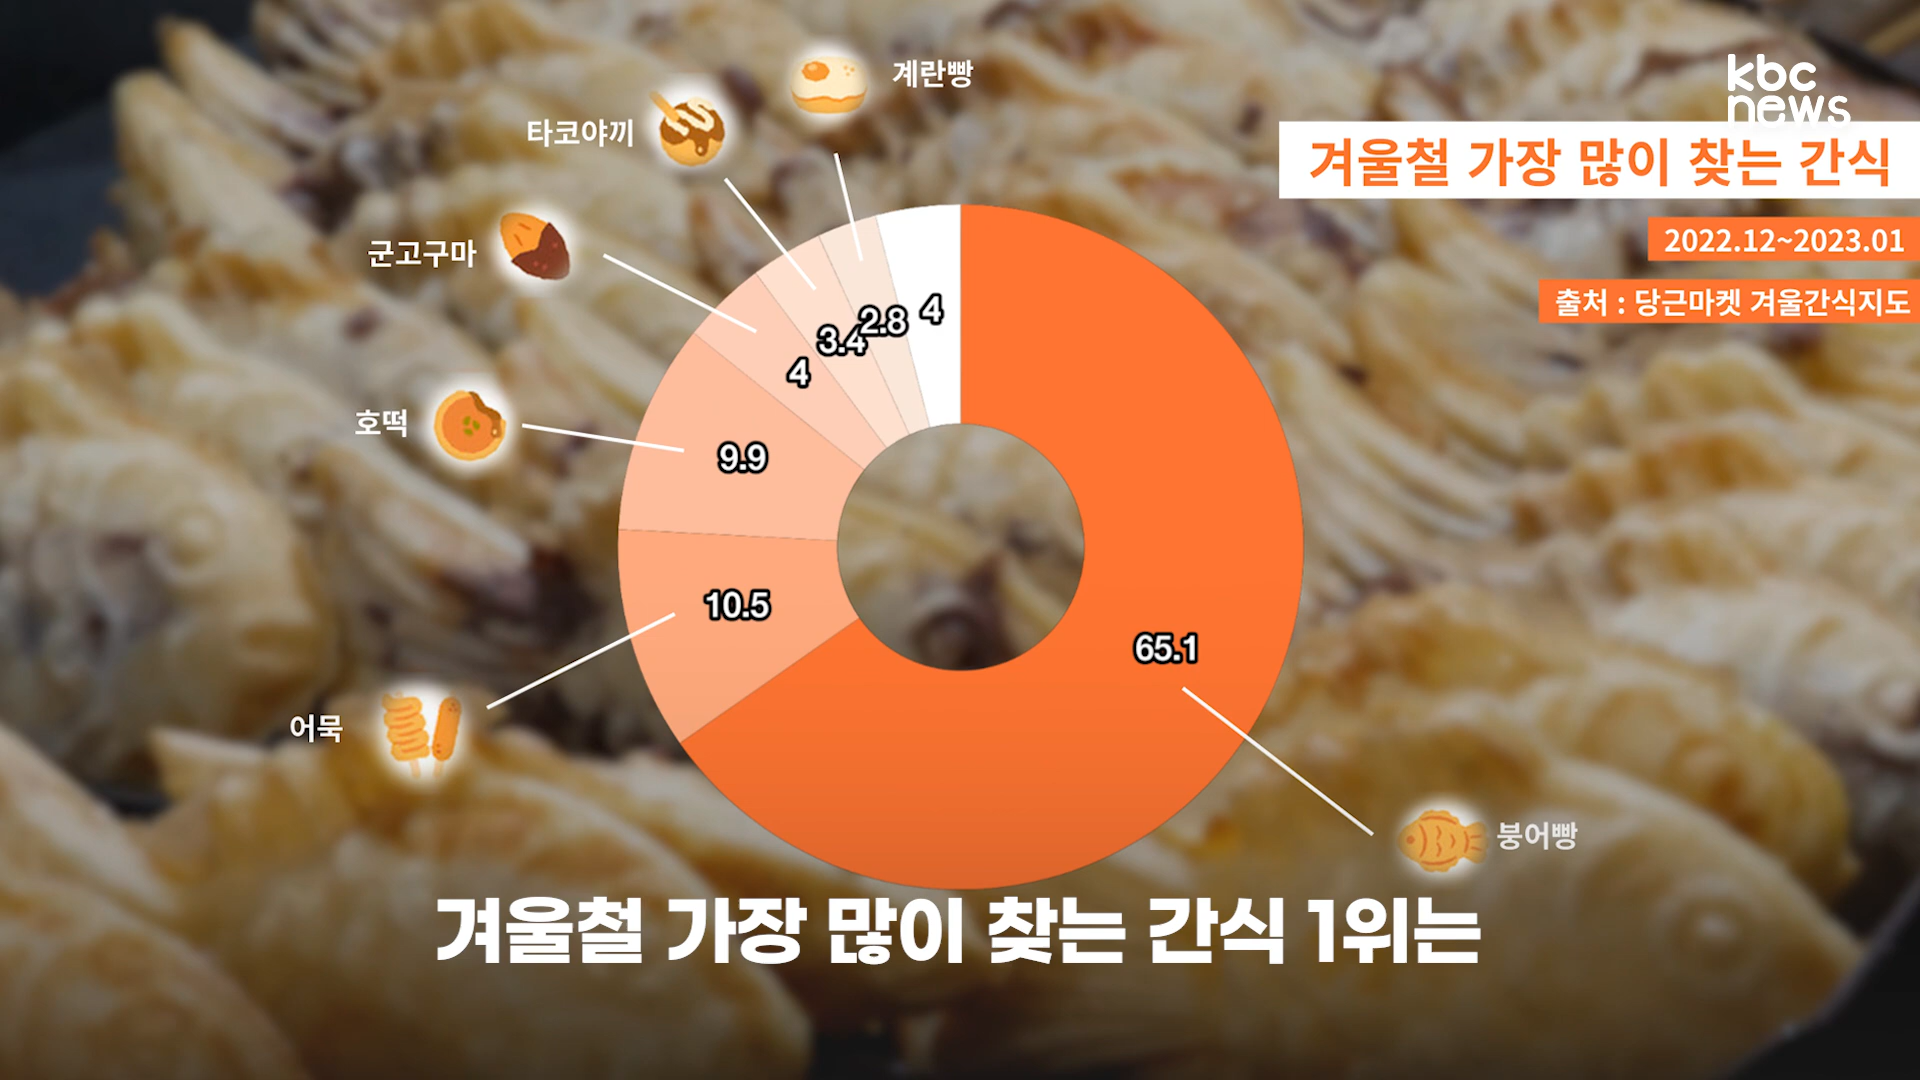 kbc
news
겨울철 가장 많이 찾는 간식
2022.12~2023.01
출처 : 당근마켓 겨울간식지도
계란빵
타코야끼
군고구마
호떡
어묵
붕어빵
4
2.8
3.4
4
9.9
10.5
65.1
겨울철 가장 많이 찾는 간식 1위는